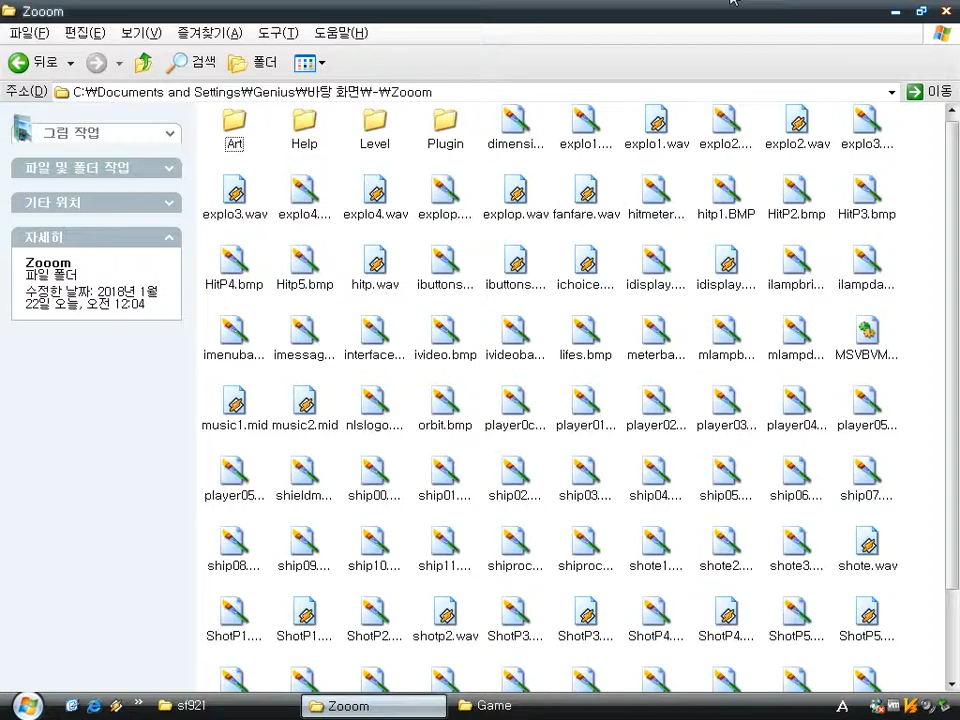 Zooom
파일(F) 편집(E) 보기(V) 즐겨찾기(A) 도구(T) 도움말(H)
뒤로 검색 폴더
주소(D) C:￦Documents and Settings￦Genius￦바탕 화면￦-￦Zooom 이동
그림 작업
파일 및 폴더 작업
기타 위치
자세히
Zooom
파일 폴더
수정한 날짜: 2018년 1월
22일 오늘, 오전 12:04
Art Help Level Plugin dimensi... explo1.... explo1.wav explo2.... explo2.wav explo3....
explo3.wav explo4.... explo4.wav explop.... explop.wav fanfare.wav hitmeter... hitp1.BMP HitP2.bmp HitP3.bmp
HitP4.bmp Hitp5.bmp hitp.wav ibuttons... ibuttons.... ichoice.... idisplay.... idisplay.... ilampbri... ilampda...
imenuba... imessag... interface... ivideo.bmp ivideoba... lifes.bmp meterba... mlampb... mlampd... MSVBVM...
music1.mid music2.mid nlslogo.... orbit.bmp player0c... player01... player02... player03... player04... player05...
player05... shieldm... ship00.... ship01.... ship02.... ship03.... ship04.... ship05.... ship06.... ship07....
ship08.... ship09.... ship10.... ship11.... shiproc... shiproc... shote1.... shote2.... shote3.... shote.wav
ShotP1.... ShotP1.... ShotP2.... shotp2.wav ShotP3.... ShotP3.... ShotP4.... ShotP4.... ShotP5.... ShotP5....
sf921 Zooom Game A